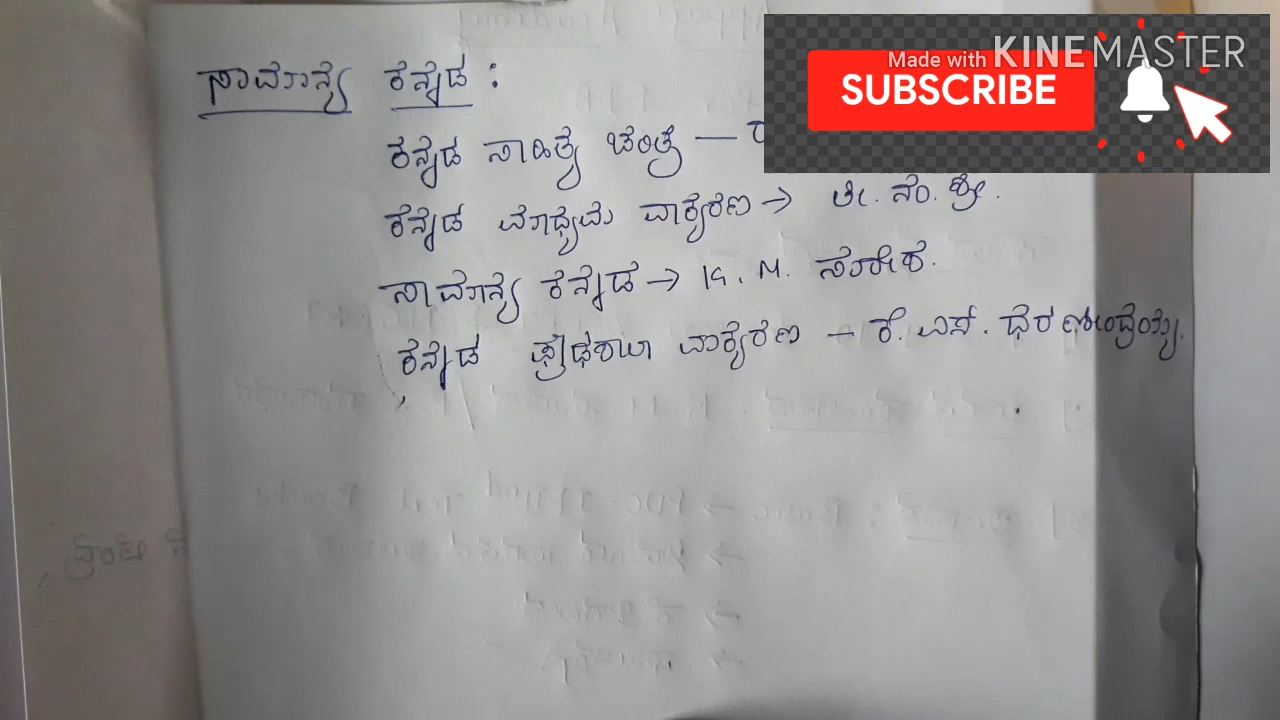 Made with KINEMASTER
SUBSCRIBE
ಸಾಮಾನ್ಯ ಕನ್ನಡ :
ಕನ್ನಡ ಸಾಹಿತ್ಯ ಚರಿತ್ರೆ —
ಕನ್ನಡ ಮಾಧ್ಯಮ ವ್ಯಾಕರಣ → ತೀ. ನಂ. ಶ್ರೀ.
ಸಾಮಾನ್ಯ ಕನ್ನಡ → K. M. ಸುರೇಶ.
ಕನ್ನಡ ಪ್ರೌಢಶಾಲಾ ವ್ಯಾಕರಣ – ಕೆ. ಎಸ್. ಧರಣೇಂದ್ರಯ್ಯ.